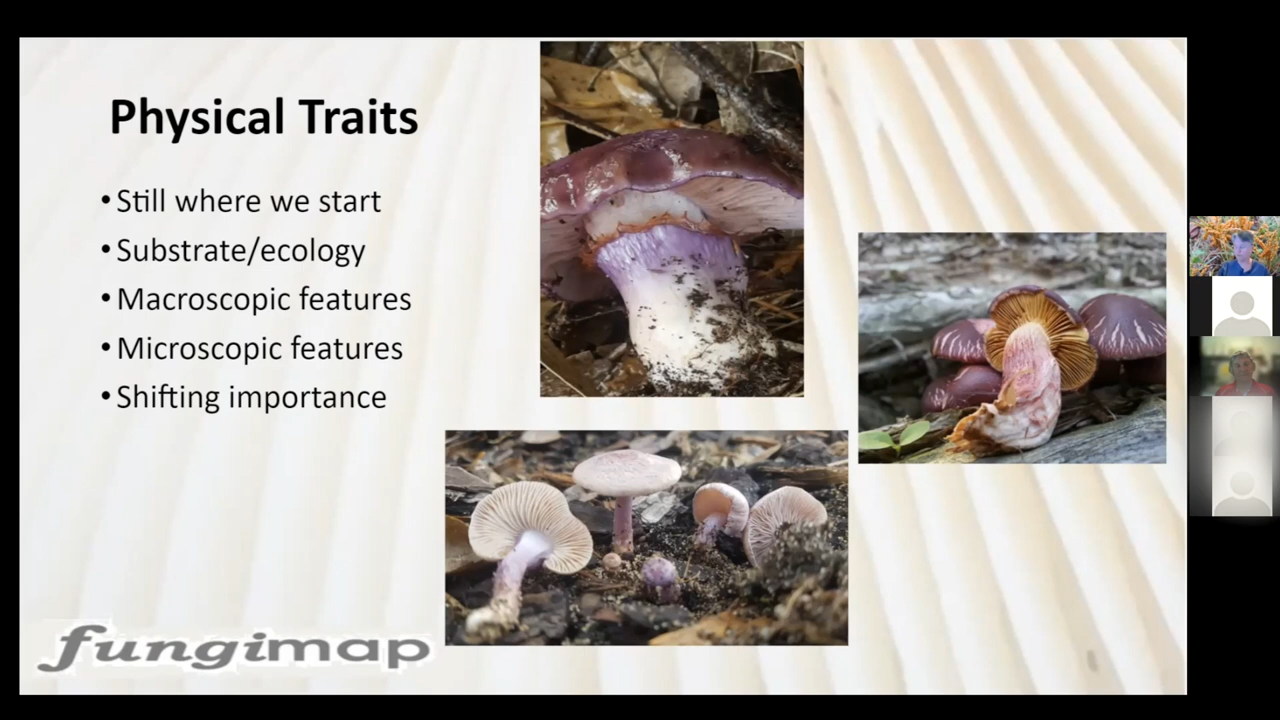 Physical Traits
• Still where we start
• Substrate/ecology
• Macroscopic features
• Microscopic features
• Shifting importance
fungimap